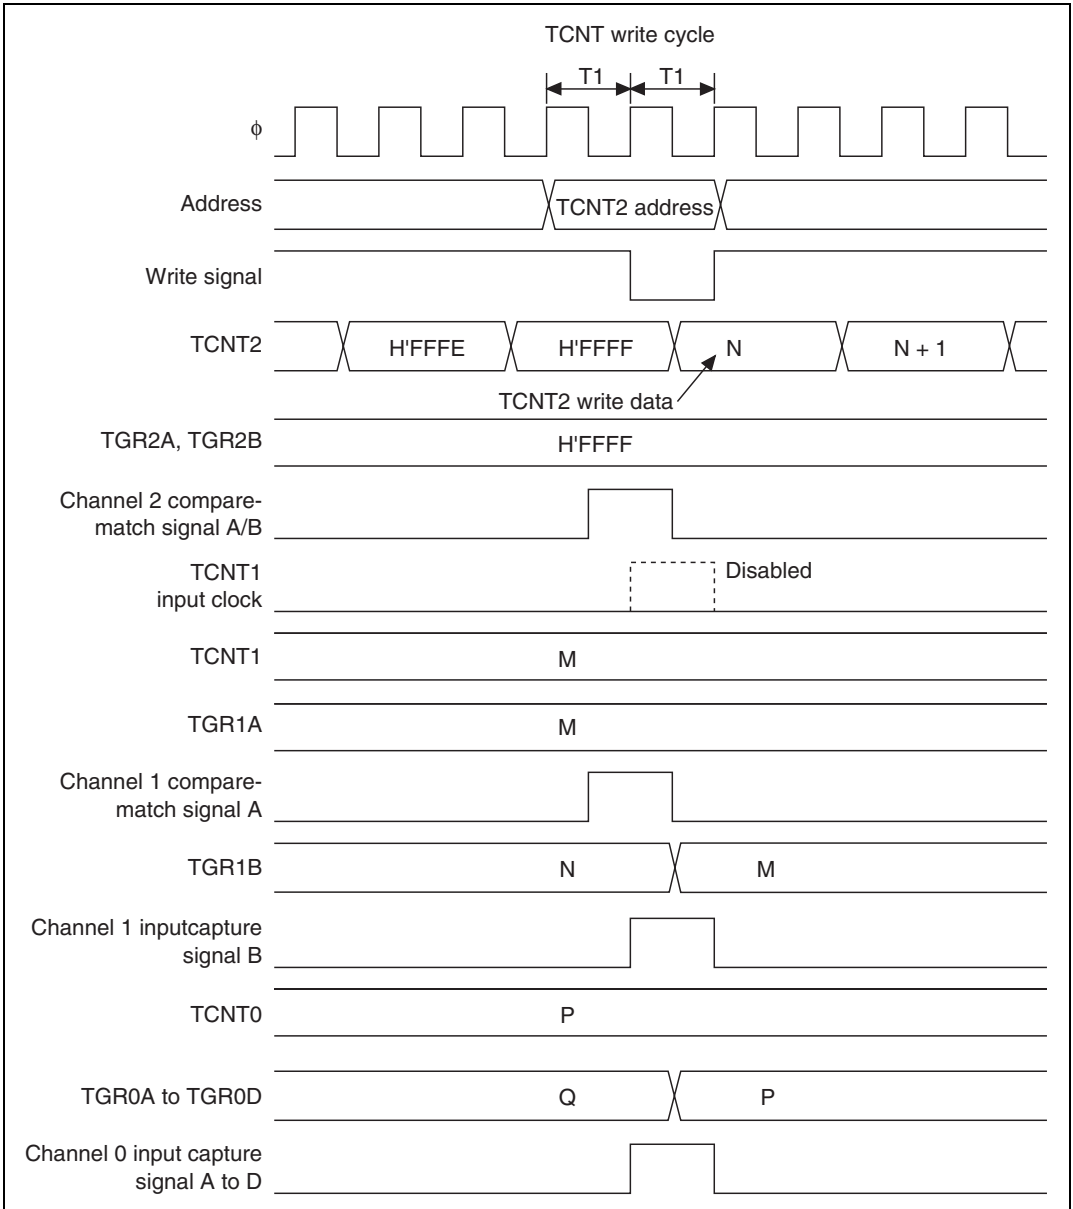 TCNT write cycle
T1 T1
ϕ
Address
TCNT2 address
Write signal
TCNT2
H'FFFE H'FFFF N N + 1
TCNT2 write data
TGR2A, TGR2B
H'FFFF
Channel 2 compare-
match signal A/B
TCNT1
input clock
Disabled
TCNT1
M
TGR1A
M
Channel 1 compare-
match signal A
TGR1B
N M
Channel 1 inputcapture
signal B
TCNT0
P
TGR0A to TGR0D
Q P
Channel 0 input capture
signal A to D